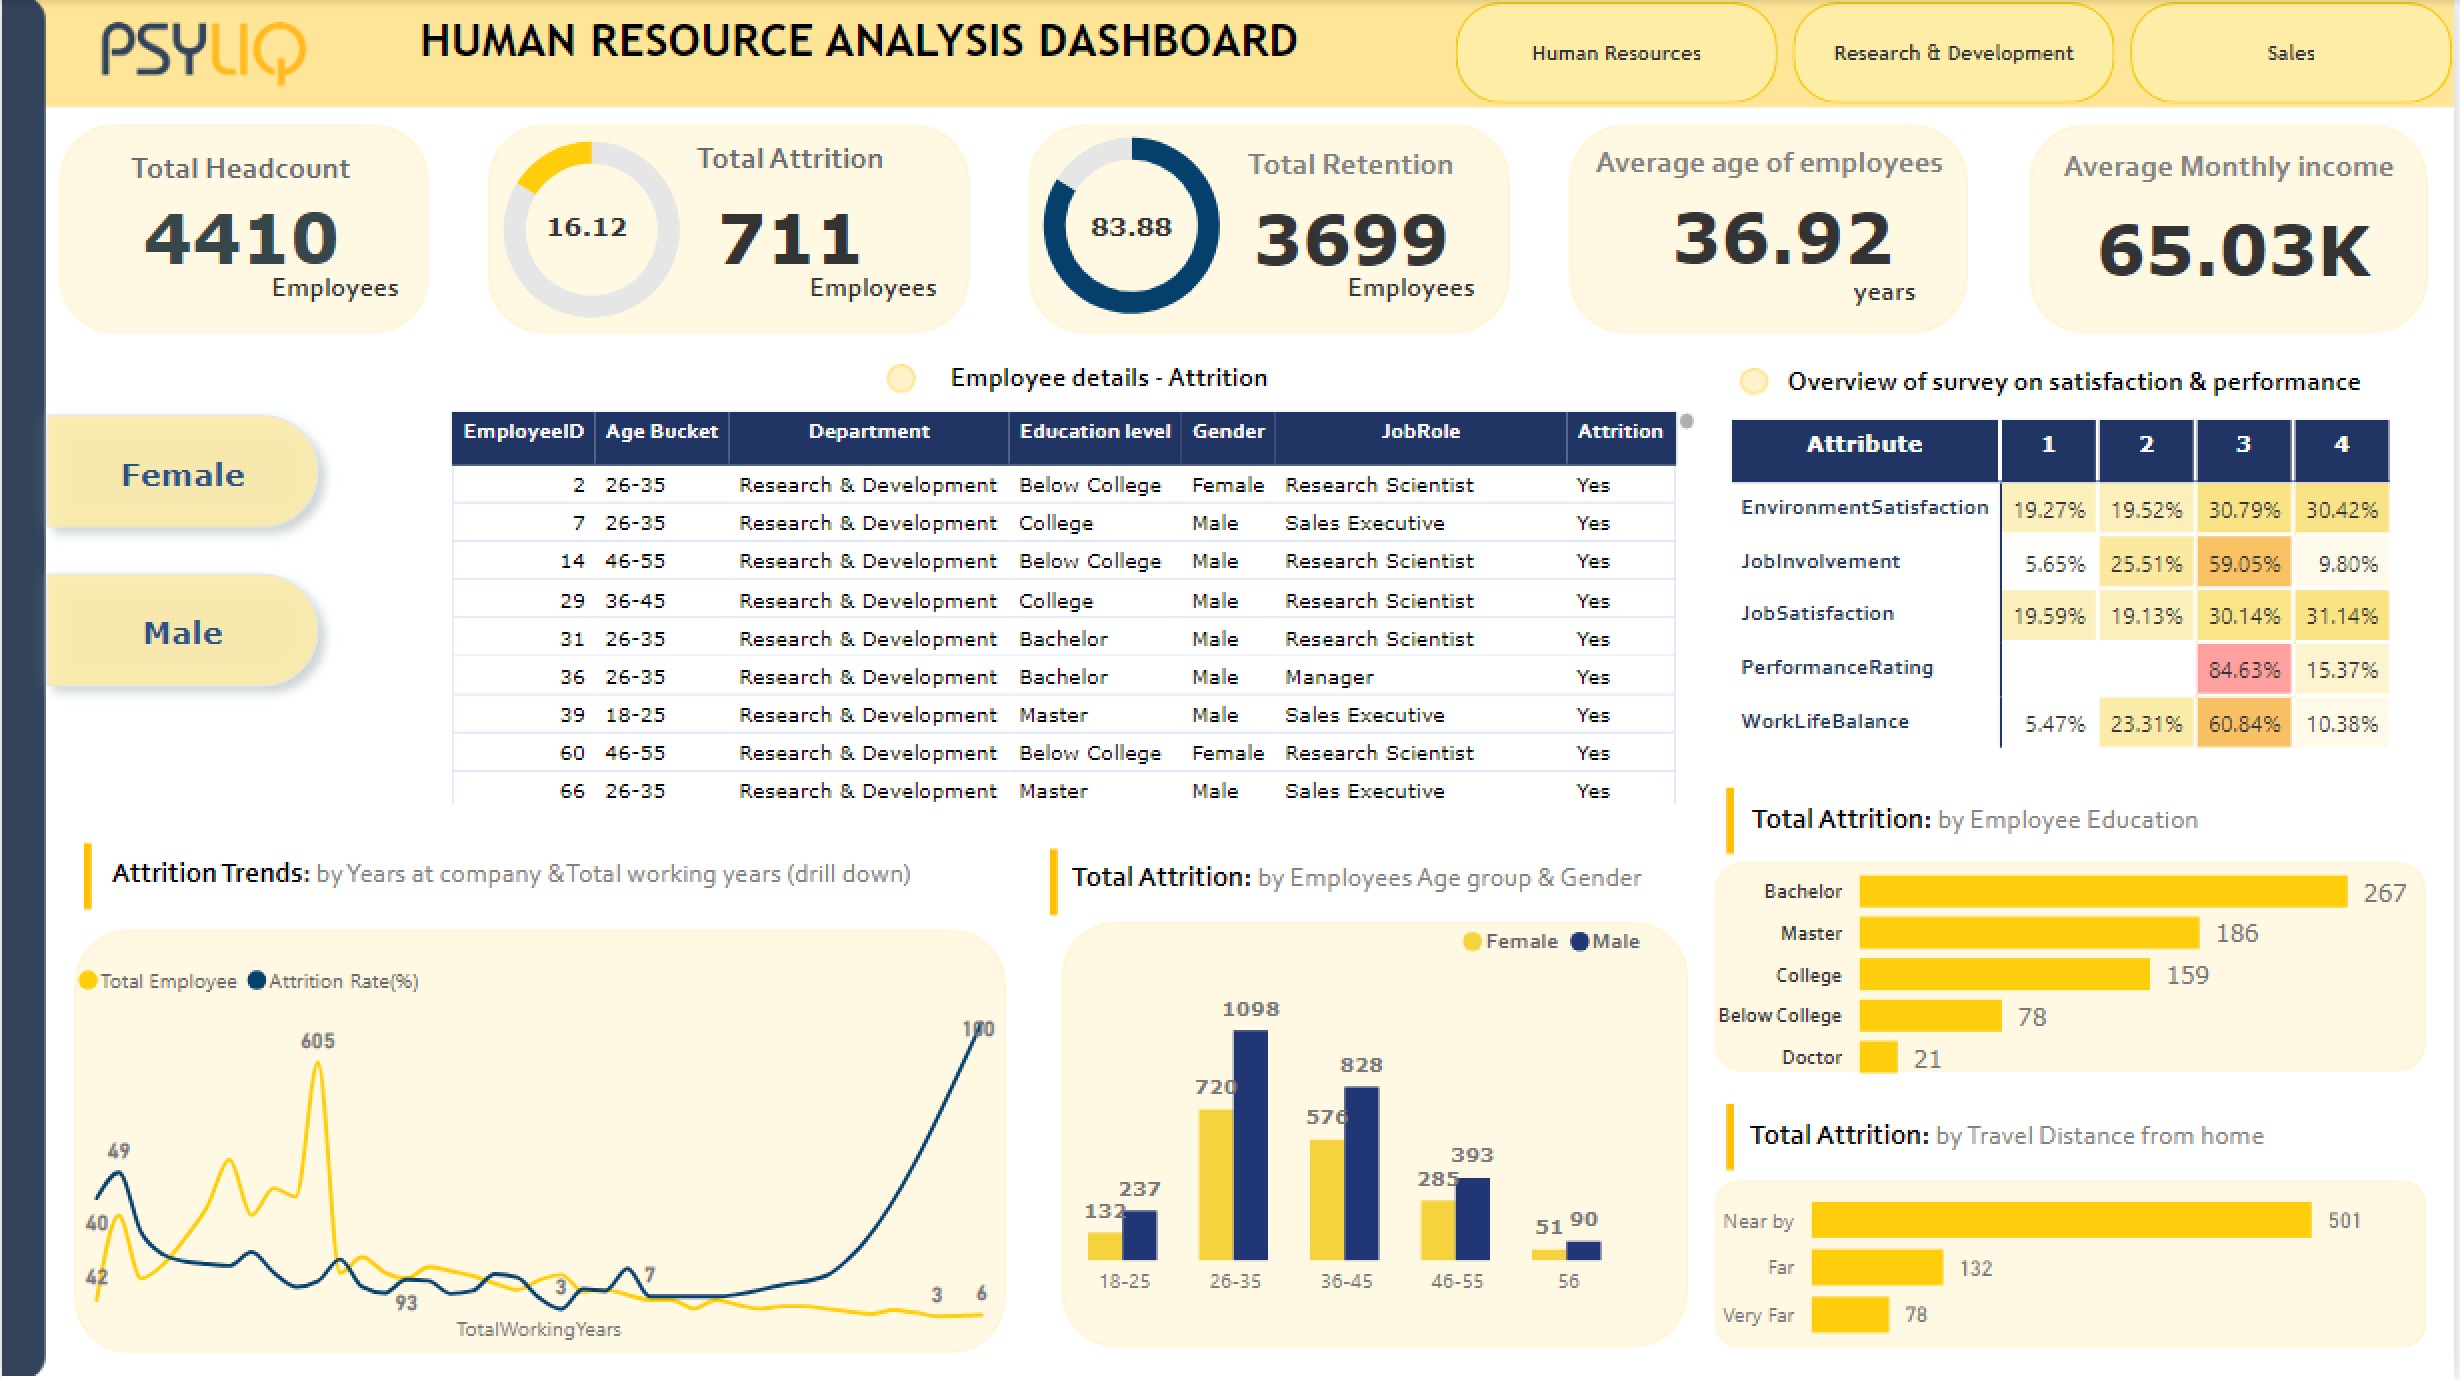 PSYLIQ
HUMAN RESOURCE ANALYSIS DASHBOARD
Human Resources
Research & Development
Sales
Total Headcount
4410
Employees
16.12
Total Attrition
711
Employees
83.88
Total Retention
3699
Employees
Average age of employees
36.92
years
Average Monthly income
65.03K
Female
Male
Employee details - Attrition
EmployeeID Age Bucket Department Education level Gender JobRole Attrition
2 26-35 Research & Development Below College Female Research Scientist Yes
7 26-35 Research & Development College Male Sales Executive Yes
14 46-55 Research & Development Below College Male Research Scientist Yes
29 36-45 Research & Development College Male Research Scientist Yes
31 26-35 Research & Development Bachelor Male Research Scientist Yes
36 26-35 Research & Development Bachelor Male Manager Yes
39 18-25 Research & Development Master Male Sales Executive Yes
60 46-55 Research & Development Below College Female Research Scientist Yes
66 26-35 Research & Development Master Male Sales Executive Yes
Overview of survey on satisfaction & performance
Attribute 1 2 3 4
EnvironmentSatisfaction 19.27% 19.52% 30.79% 30.42%
JobInvolvement 5.65% 25.51% 59.05% 9.80%
JobSatisfaction 19.59% 19.13% 30.14% 31.14%
PerformanceRating 84.63% 15.37%
WorkLifeBalance 5.47% 23.31% 60.84% 10.38%
Attrition Trends: by Years at company &Total working years (drill down)
Total Employee Attrition Rate(%)
605
100
49
40
42
93
3
7
3
6
TotalWorkingYears
Total Attrition: by Employees Age group & Gender
Female Male
132 237
720 1098
576 828
285 393
51 90
18-25 26-35 36-45 46-55 56
Total Attrition: by Employee Education
Bachelor 267
Master 186
College 159
Below College 78
Doctor 21
Total Attrition: by Travel Distance from home
Near by 501
Far 132
Very Far 78